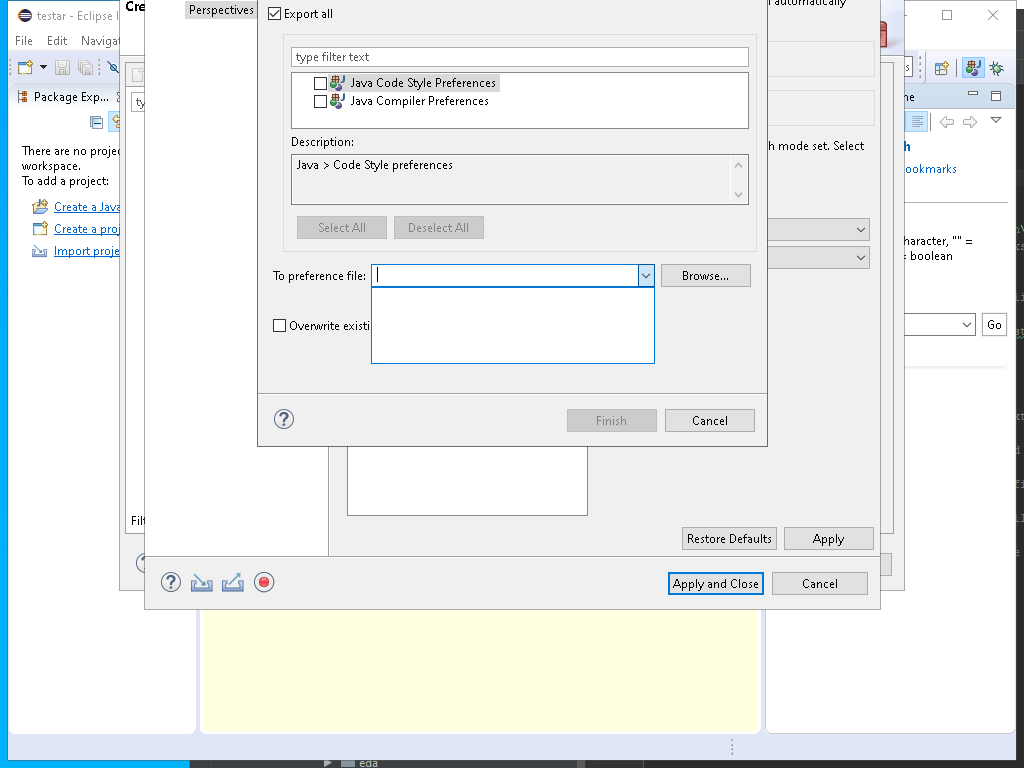 testar - Eclipse I
File Edit Navigat
Package Exp...
There are no projec
workspace.
To add a project:
Create a Java
Create a proj
Import proje
Cre
ty
Filt
Perspectives
Export all
type filter text
Java Code Style Preferences
Java Compiler Preferences
Description:
Java > Code Style preferences
Select All
Deselect All
To preference file:
Browse...
Overwrite existi
Finish
Cancel
automatically
h mode set. Select
Restore Defaults
Apply
Apply and Close
Cancel
ne
h
ookmarks
haracter, "" =
= boolean
Go
eda